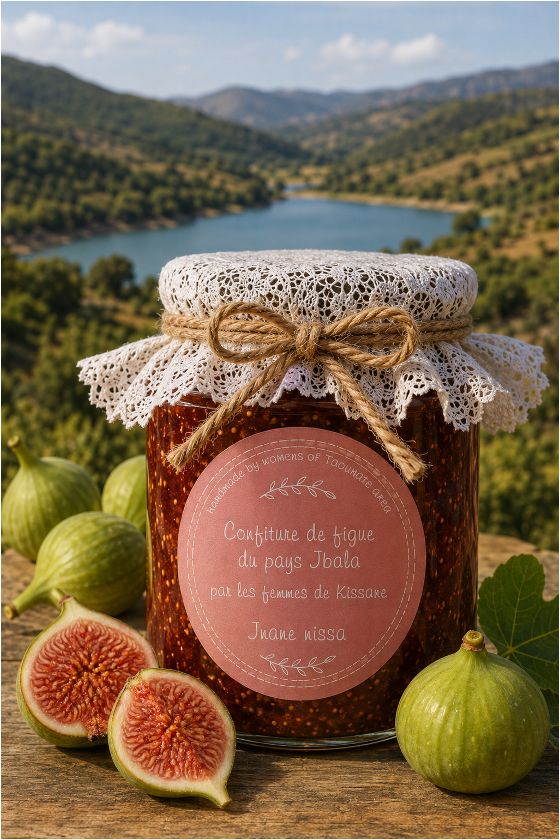 handmade by womens of Taounate area
Confiture de figue
du pays Jbala
par les femmes de Kissane
Jnane nissa